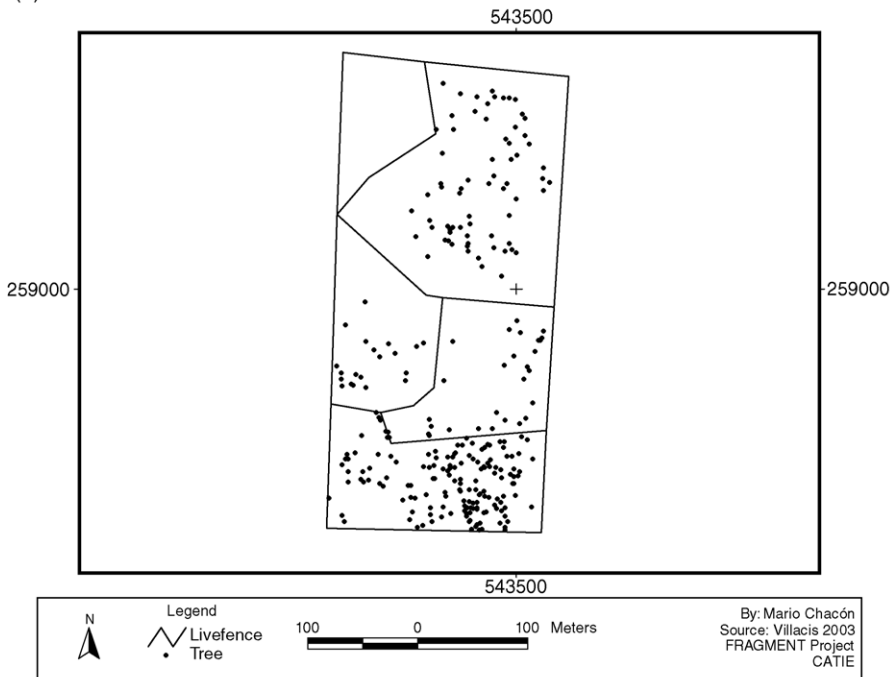 543500
259000
259000
543500
N
Legend
Livefence
Tree
100 0 100 Meters
By: Mario Chacón
Source: Villacis 2003
FRAGMENT Project
CATIE